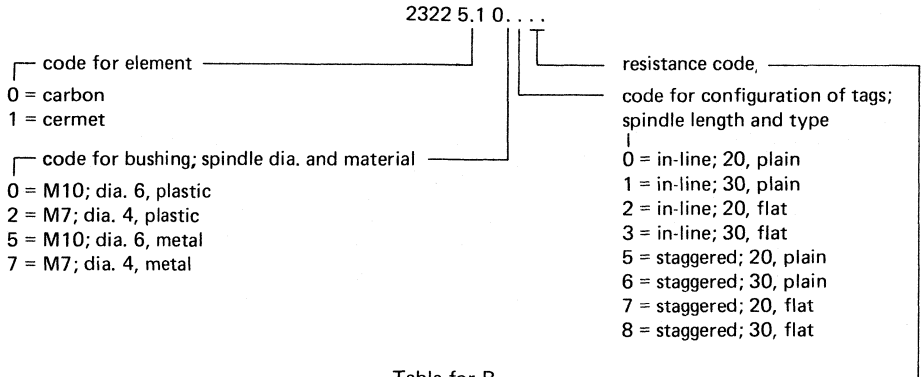 2322 5.1 0. . . .
code for element
0 = carbon
1 = cermet
code for bushing; spindle dia. and material
0 = M10; dia. 6, plastic
2 = M7; dia. 4, plastic
5 = M10; dia. 6, metal
7 = M7; dia. 4, metal
resistance code,
code for configuration of tags;
spindle length and type
0 = in-line; 20, plain
1 = in-line; 30, plain
2 = in-line; 20, flat
3 = in-line; 30, flat
5 = staggered; 20, plain
6 = staggered; 30, plain
7 = staggered; 20, flat
8 = staggered; 30, flat
Table for R